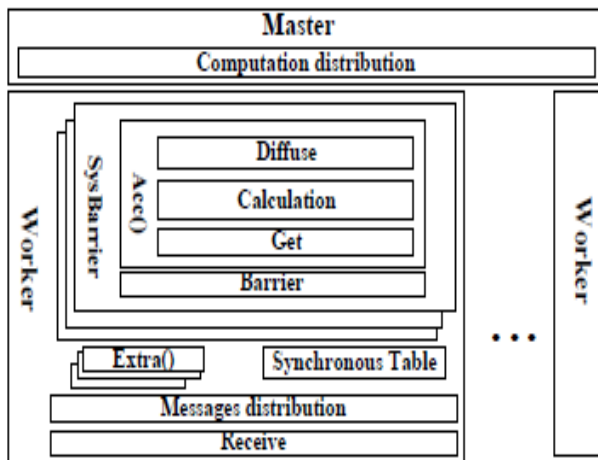 Master
Computation distribution
Worker
SysBarrier
Acc()
Diffuse
Calculation
Get
Barrier
Extra()
Synchronous Table
Messages distribution
Receive
...
Worker